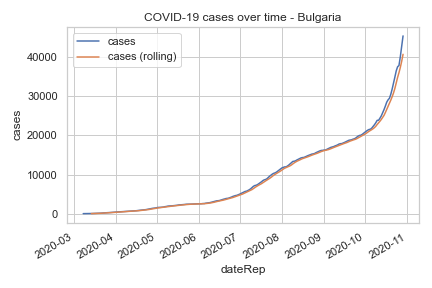 COVID-19 cases over time - Bulgaria
cases
cases (rolling)
40000
30000
20000
10000
0
cases
2020-03
2020-04
2020-05
2020-06
2020-07
2020-08
2020-09
2020-10
2020-11
dateRep